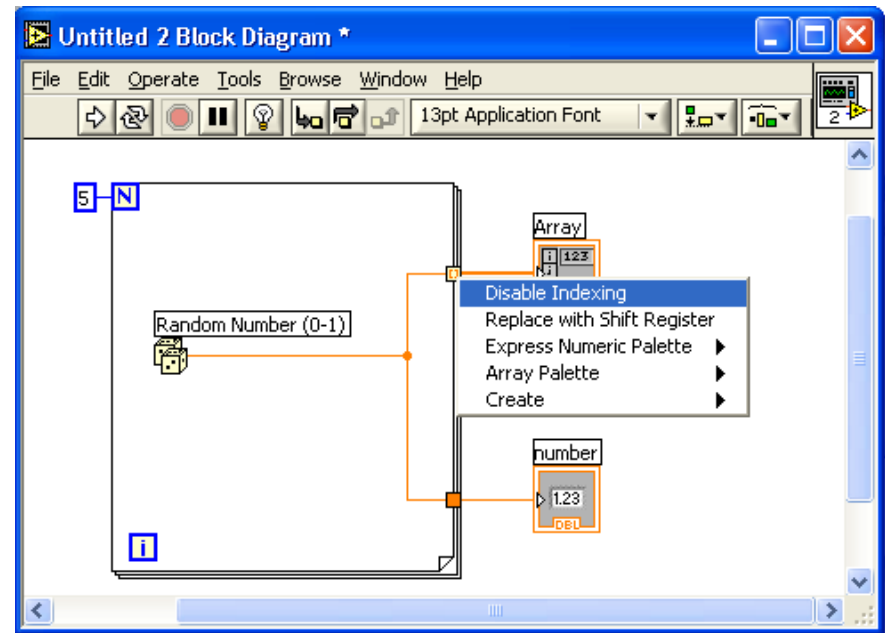 Untitled 2 Block Diagram *
File Edit Operate Tools Browse Window Help
13pt Application Font
2
5
N
Array
i 123
i
Disable Indexing
Replace with Shift Register
Random Number (0-1)
Express Numeric Palette
Array Palette
Create
number
1.23
DBL
i